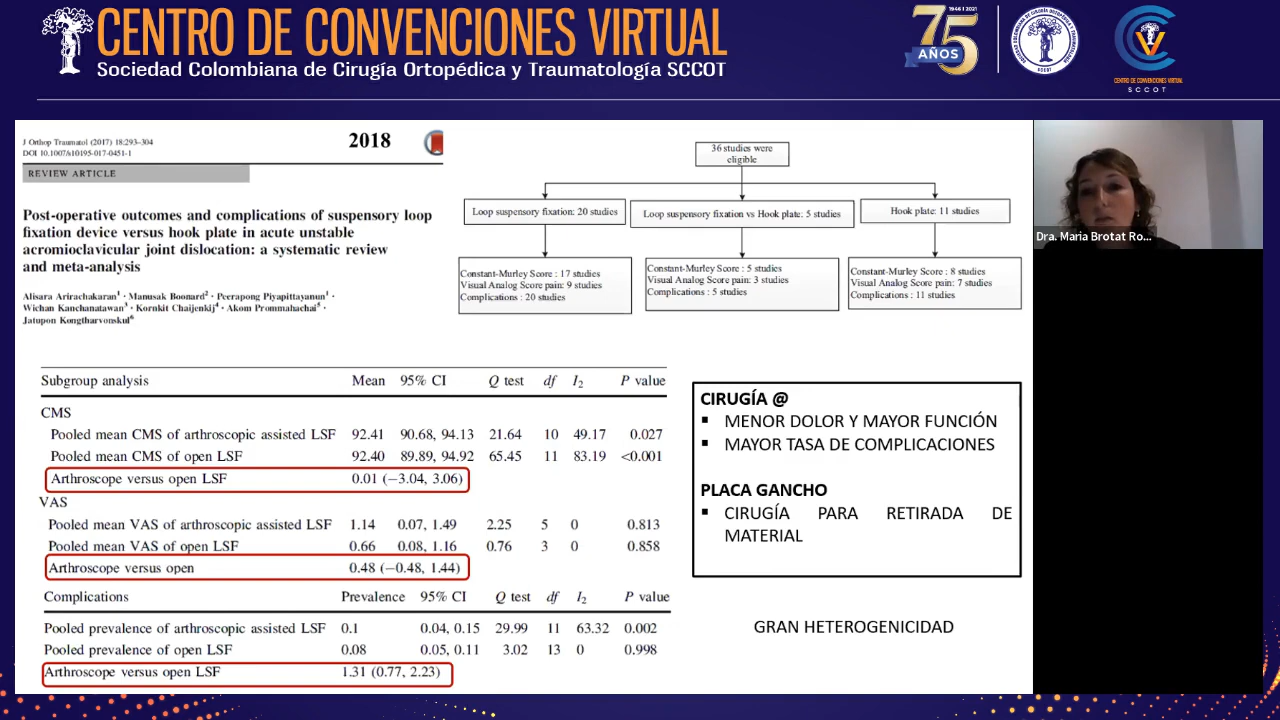 CENTRO DE CONVENCIONES VIRTUAL
Sociedad Colombiana de Cirugía Ortopédica y Traumatología SCCOT
1946 I 2021
75
AÑOS
CENTRO DE CONVENCIONES VIRTUAL
SCCOT
J Orthop Traumatol (2017) 18:293–304
DOI 10.1007/s10195-017-0451-1
2018
REVIEW ARTICLE
Post-operative outcomes and complications of suspensory loop
fixation device versus hook plate in acute unstable
acromioclavicular joint dislocation: a systematic review
and meta-analysis
Alisara Arirachakaran¹ · Manusak Boonard² · Peerapong Piyapittayanun¹ ·
Wichan Kanchanatawan³ · Kornkit Chaijenkij⁴ · Akom Prommahachai⁵ ·
Jatupon Kongtharvonskul⁶
36 studies were
eligible
Loop suspensory fixation: 20 studies
Loop suspensory fixation vs Hook plate: 5 studies
Hook plate: 11 studies
Constant-Murley Score : 17 studies
Visual Analog Score pain: 9 studies
Complications : 20 studies
Constant-Murley Score : 5 studies
Visual Analog Score pain: 3 studies
Complications : 5 studies
Constant-Murley Score : 8 studies
Visual Analog Score pain: 7 studies
Complications : 11 studies
Subgroup analysis Mean 95% CI Q test df I₂ P value
CMS
Pooled mean CMS of arthroscopic assisted LSF 92.41 90.68, 94.13 21.64 10 49.17 0.027
Pooled mean CMS of open LSF 92.40 89.89, 94.92 65.45 11 83.19 <0.001
Arthroscope versus open LSF 0.01 (−3.04, 3.06)
VAS
Pooled mean VAS of arthroscopic assisted LSF 1.14 0.07, 1.49 2.25 5 0 0.813
Pooled mean VAS of open LSF 0.66 0.08, 1.16 0.76 3 0 0.858
Arthroscope versus open 0.48 (−0.48, 1.44)
Complications Prevalence 95% CI Q test df I₂ P value
Pooled prevalence of arthroscopic assisted LSF 0.1 0.04, 0.15 29.99 11 63.32 0.002
Pooled prevalence of open LSF 0.08 0.05, 0.11 3.02 13 0 0.998
Arthroscope versus open LSF 1.31 (0.77, 2.23)
CIRUGÍA @
▪ MENOR DOLOR Y MAYOR FUNCIÓN
▪ MAYOR TASA DE COMPLICACIONES
PLACA GANCHO
▪ CIRUGÍA PARA RETIRADA DE
MATERIAL
GRAN HETEROGENICIDAD
Dra. Maria Brotat Ro...